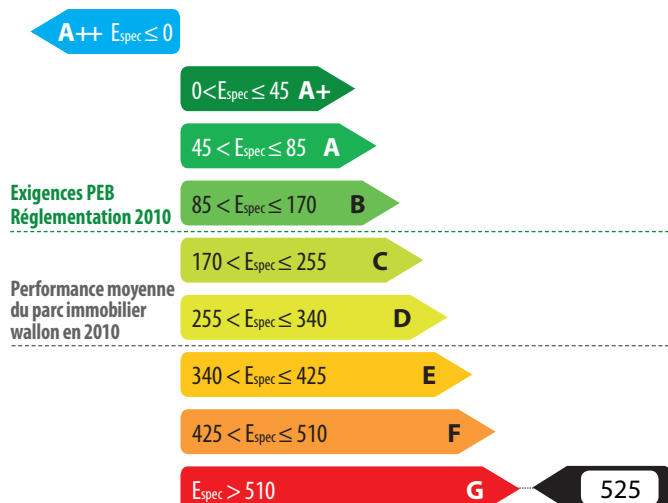 A++ Espec ≤ 0
0<Espec ≤ 45 A+
45 < Espec ≤ 85 A
Exigences PEB
Réglementation 2010
85 < Espec ≤ 170 B
170 < Espec ≤ 255 C
Performance moyenne
du parc immobilier
wallon en 2010
255 < Espec ≤ 340 D
340 < Espec ≤ 425 E
425 < Espec ≤ 510 F
Espec > 510 G
525